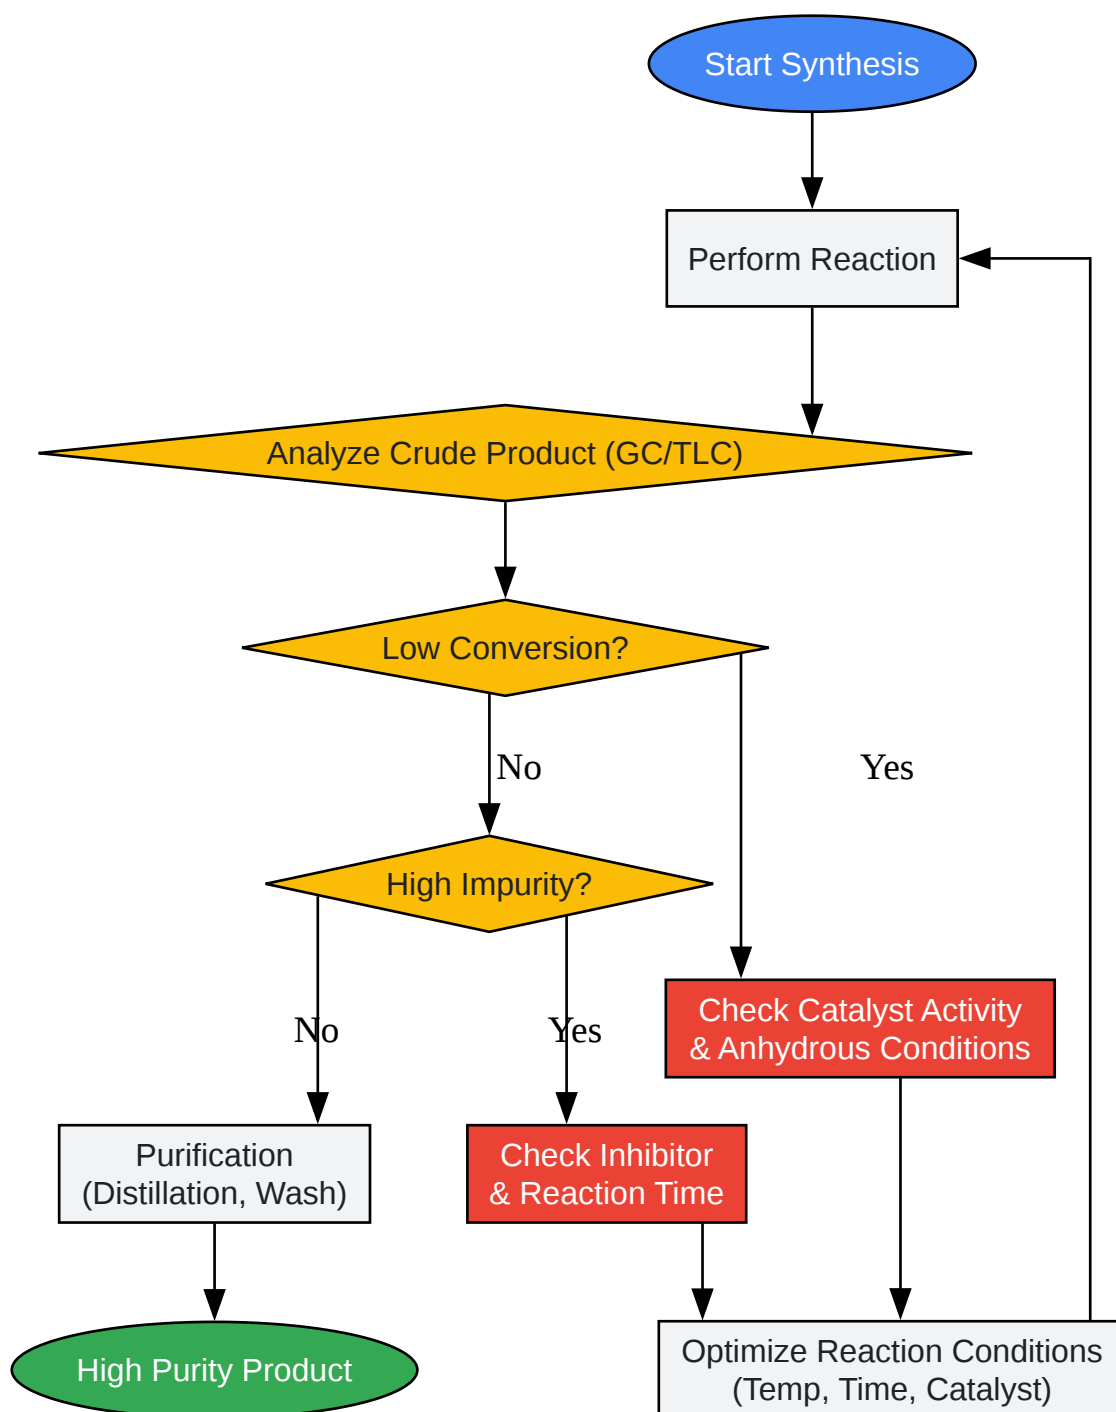 Start Synthesis
Perform Reaction
Analyze Crude Product (GC/TLC)
Low Conversion?
No
Yes
High Impurity?
Check Catalyst Activity
& Anhydrous Conditions
No
Yes
Purification
(Distillation, Wash)
Check Inhibitor
& Reaction Time
High Purity Product
Optimize Reaction Conditions
(Temp, Time, Catalyst)